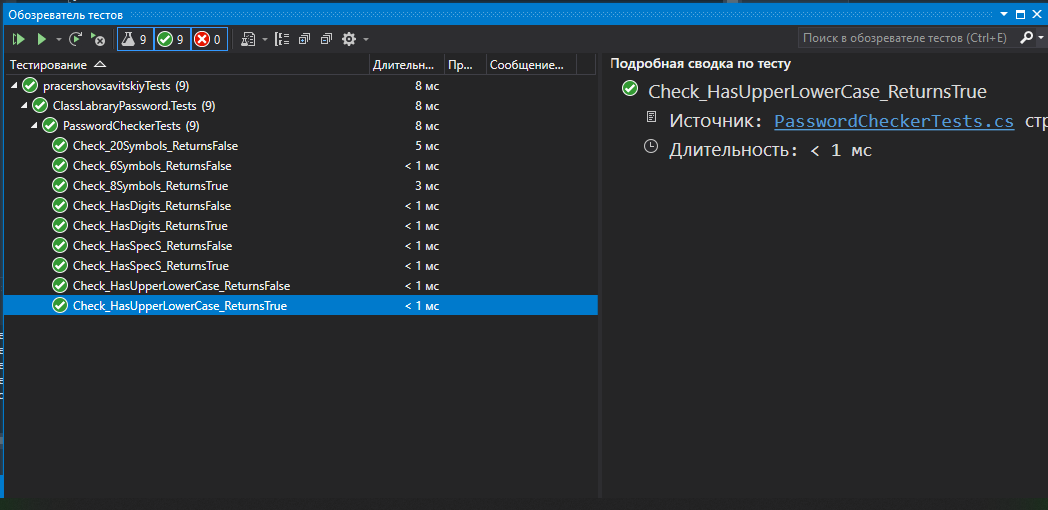 Обозреватель тестов
9 9 0
Поиск в обозревателе тестов (Ctrl+E)
Тестирование Длительн... Пр... Сообщение...
pracershovsavitskiyTests (9) 8 мс
ClassLabraryPassword.Tests (9) 8 мс
PasswordCheckerTests (9) 8 мс
Check_20Symbols_ReturnsFalse 5 мс
Check_6Symbols_ReturnsFalse < 1 мс
Check_8Symbols_ReturnsTrue 3 мс
Check_HasDigits_ReturnsFalse < 1 мс
Check_HasDigits_ReturnsTrue < 1 мс
Check_HasSpecS_ReturnsFalse < 1 мс
Check_HasSpecS_ReturnsTrue < 1 мс
Check_HasUpperLowerCase_ReturnsFalse < 1 мс
Check_HasUpperLowerCase_ReturnsTrue < 1 мс
Подробная сводка по тесту
Check_HasUpperLowerCase_ReturnsTrue
Источник: PasswordCheckerTests.cs стр
Длительность: < 1 мс